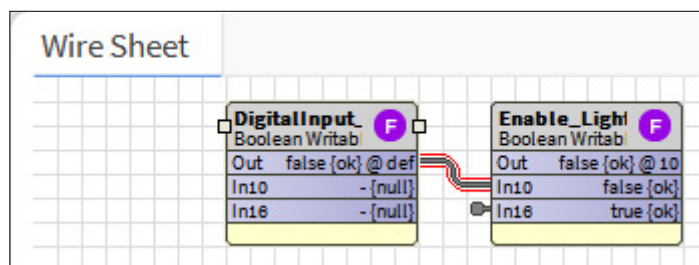 Wire Sheet
DigitalInput_
F
Boolean Writabl
Out false {ok} @ def
In10 - {null}
In16 - {null}
Enable_Light
F
Boolean Writabl
Out false {ok} @ 10
In10 false {ok}
In16 true {ok}